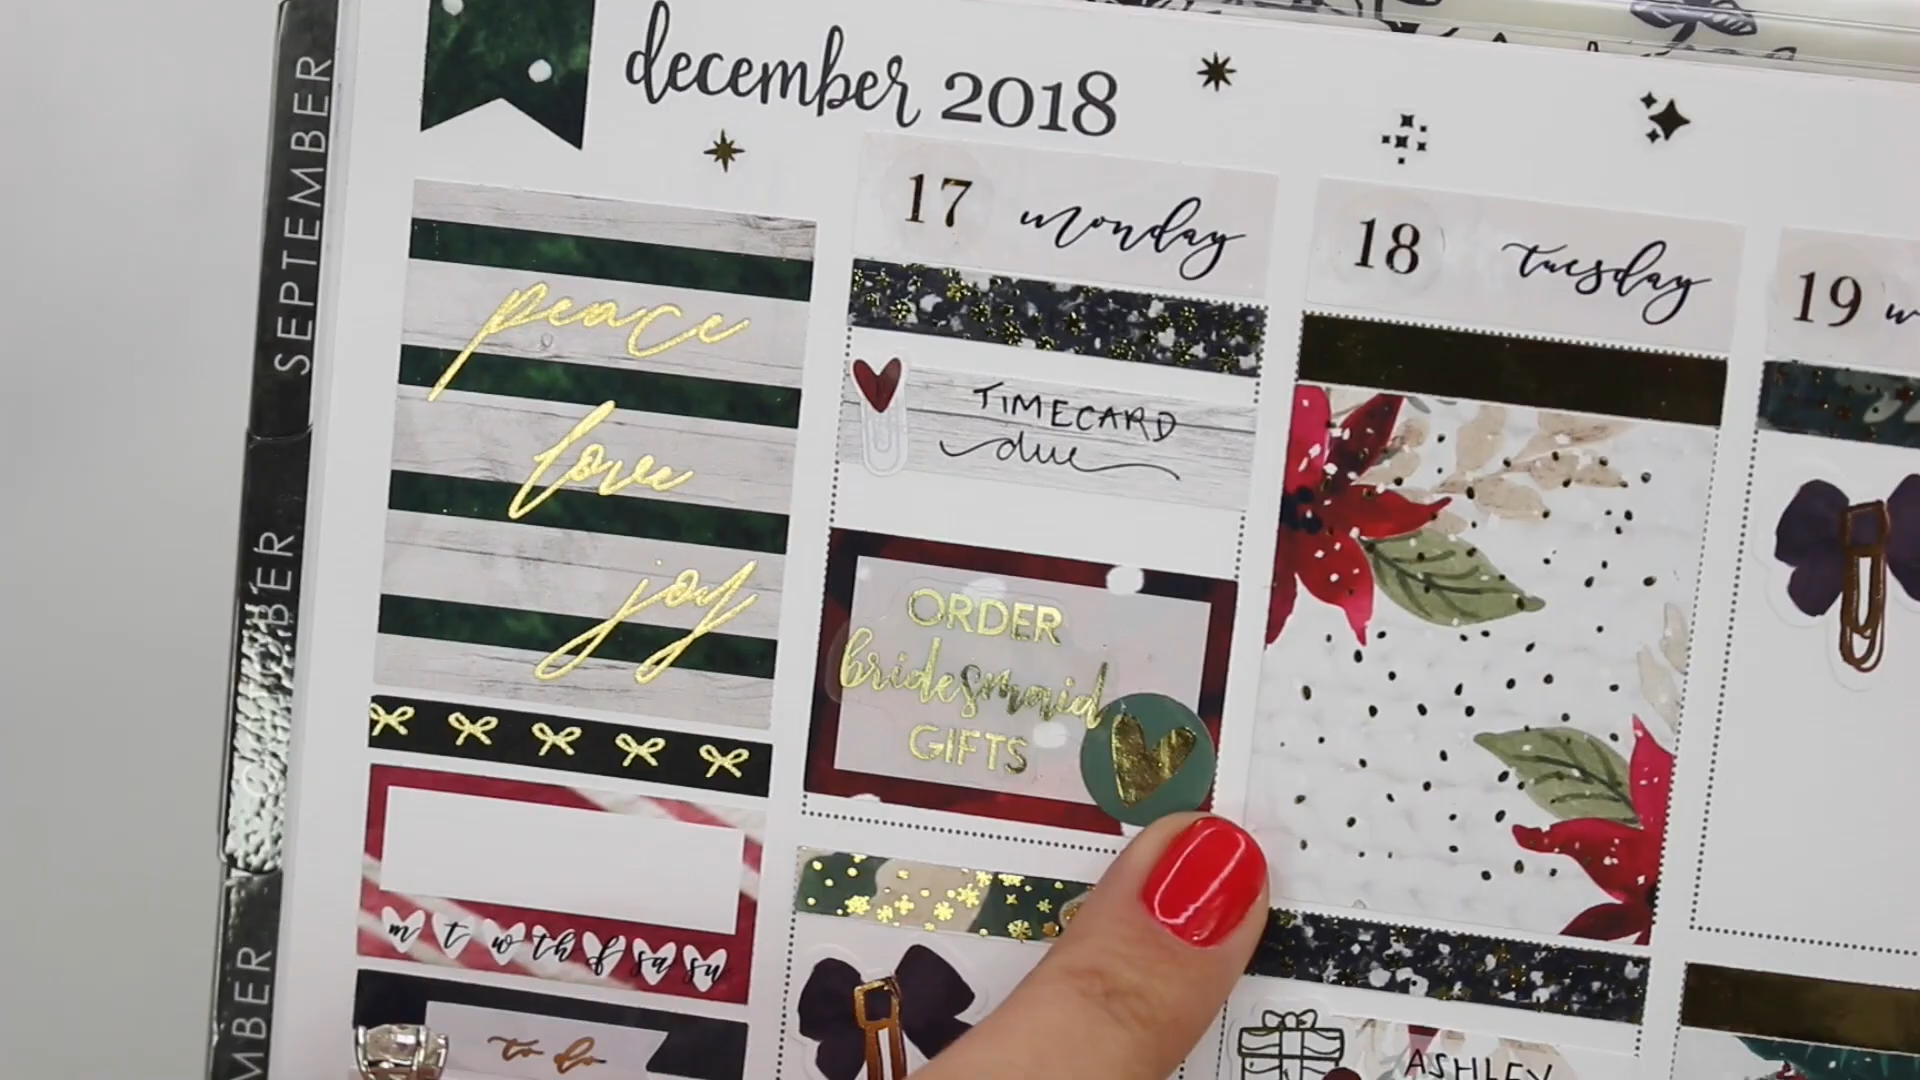 december 2018
SEPTEMBER
peace
love
joy
m t w th f sa su
to do
17 monday
TIMECARD
due
ORDER
bridesmaid
GIFTS
18 tuesday
ASHLEY
19